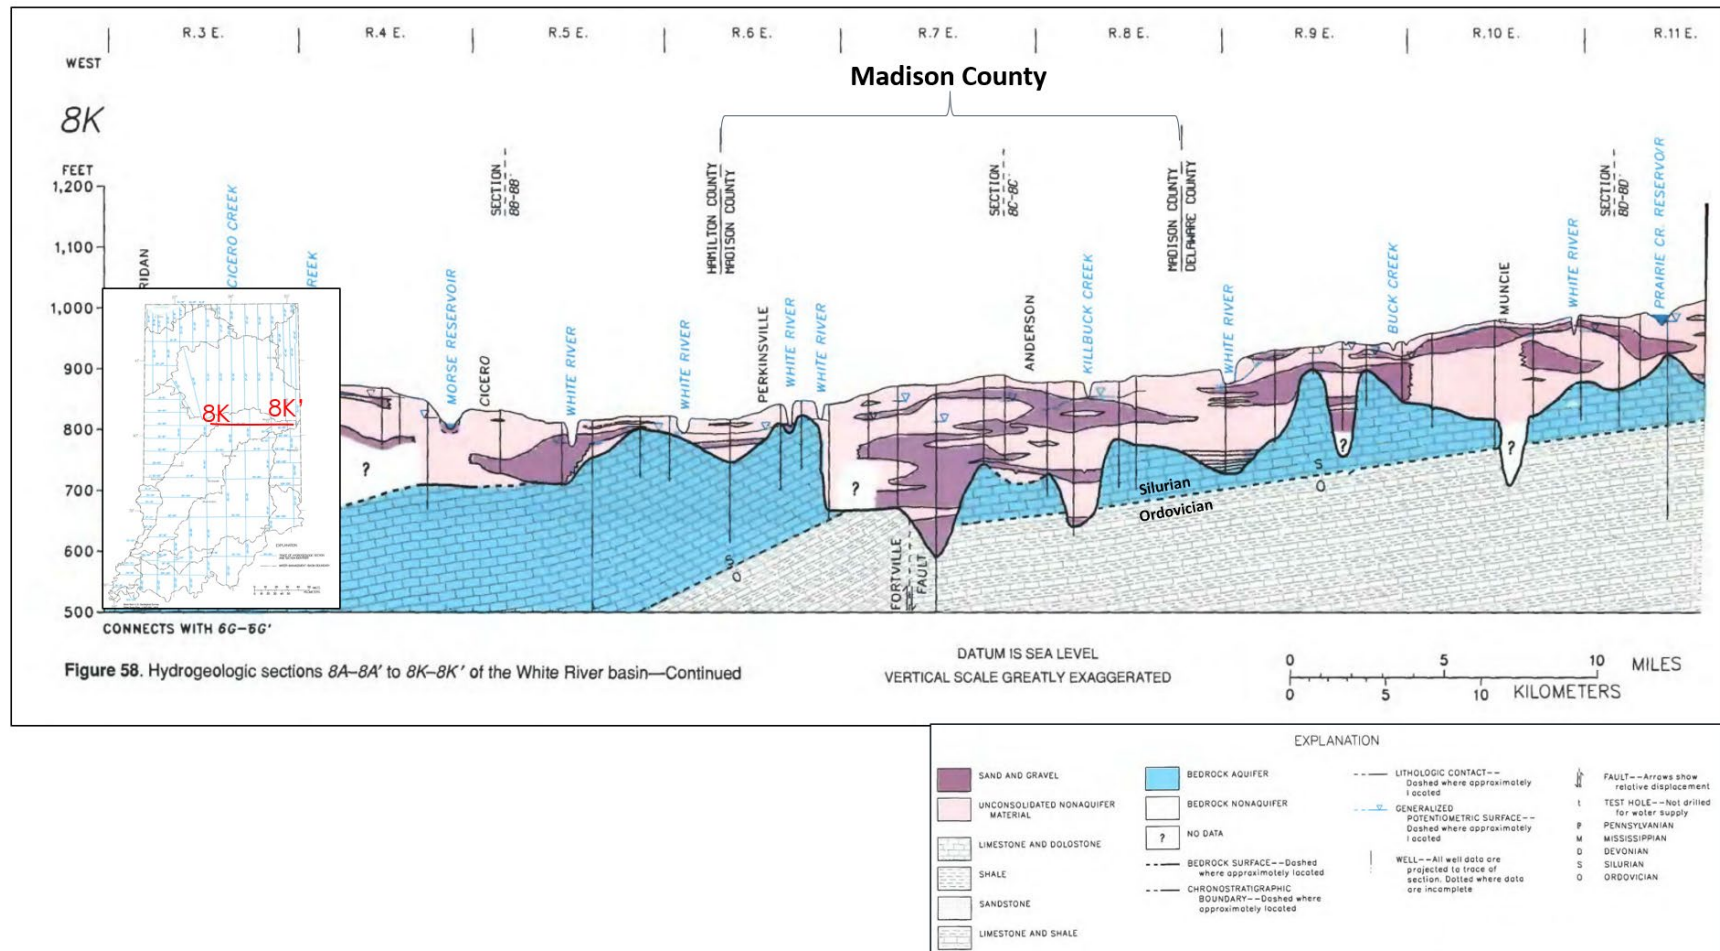 R.3 E.
R.4 E.
R.5 E.
R.6 E.
R.7 E.
R.8 E.
R.9 E.
R.10 E.
R.11 E.
WEST
Madison County
8K
FEET
1,200
1,100
1,000
900
800
700
600
500
RIDAN
CICERO CREEK
REEK
MORSE RESERVOIR
CICERO
SECTION
8B-8B'
WHITE RIVER
WHITE RIVER
HAMILTON COUNTY
MADISON COUNTY
PERKINSVILLE
WHITE RIVER
WHITE RIVER
SECTION
8C-8C'
ANDERSON
KILLBUCK CREEK
MADISON COUNTY
DELAWARE COUNTY
WHITE RIVER
BUCK CREEK
MUNCIE
WHITE RIVER
SECTION
8D-8D'
PRAIRIE CR. RESERVOIR
8K
8K'
?
?
?
?
S
O
S
O
Silurian
Ordovician
FORTVILLE
FAULT
EXPLANATION
CONNECTS WITH 6G–6G'
Figure 58. Hydrogeologic sections 8A–8A' to 8K–8K' of the White River basin—Continued
DATUM IS SEA LEVEL
VERTICAL SCALE GREATLY EXAGGERATED
0 5 10 MILES
0 5 10 KILOMETERS
EXPLANATION
SAND AND GRAVEL
UNCONSOLIDATED NONAQUIFER
MATERIAL
LIMESTONE AND DOLOSTONE
SHALE
SANDSTONE
LIMESTONE AND SHALE
BEDROCK AQUIFER
BEDROCK NONAQUIFER
? NO DATA
BEDROCK SURFACE--Dashed
where approximately located
CHRONOSTRATIGRAPHIC
BOUNDARY--Dashed where
approximately located
LITHOLOGIC CONTACT--
Dashed where approximately
located
GENERALIZED
POTENTIOMETRIC SURFACE--
Dashed where approximately
located
WELL--All well data are
projected to trace of
section. Dotted where data
are incomplete
FAULT--Arrows show
relative displacement
t TEST HOLE--Not drilled
for water supply
P PENNSYLVANIAN
M MISSISSIPPIAN
D DEVONIAN
S SILURIAN
O ORDOVICIAN